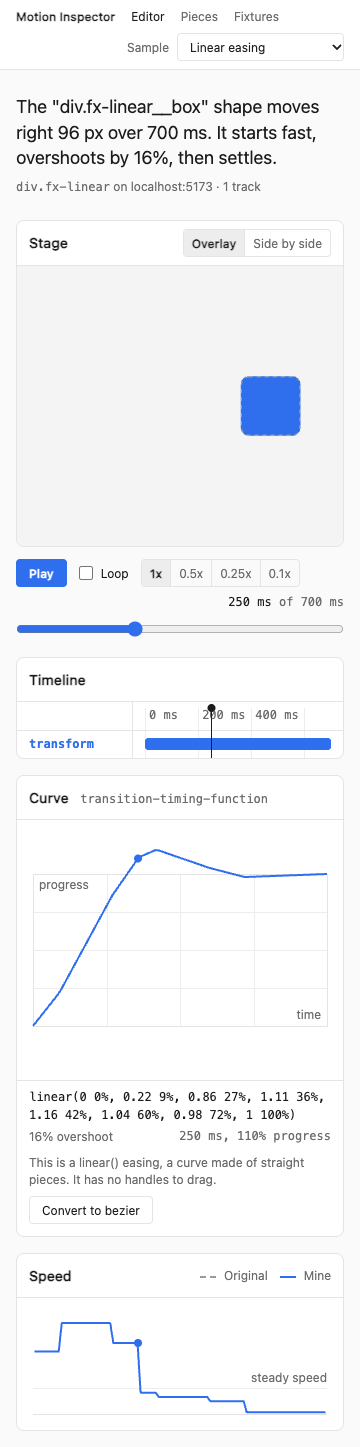 Motion Inspector Editor Pieces Fixtures
Sample Linear easing
The "div.fx-linear__box" shape moves
right 96 px over 700 ms. It starts fast,
overshoots by 16%, then settles.
div.fx-linear on localhost:5173 · 1 track
Stage Overlay Side by side
Play Loop 1x 0.5x 0.25x 0.1x
250 ms of 700 ms
Timeline
0 ms 200 ms 400 ms
transform
Curve transition-timing-function
progress
time
linear(0 0%, 0.22 9%, 0.86 27%, 1.11 36%,
1.16 42%, 1.04 60%, 0.98 72%, 1 100%)
16% overshoot 250 ms, 110% progress
This is a linear() easing, a curve made of straight
pieces. It has no handles to drag.
Convert to bezier
Speed Original Mine
steady speed